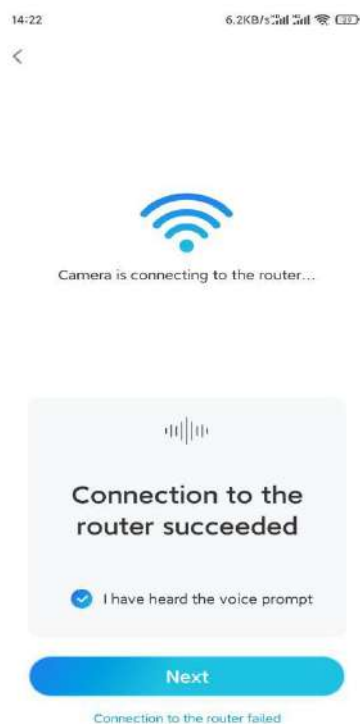 14:22 6.2KB/s
Camera is connecting to the router...
Connection to the
router succeeded
I have heard the voice prompt
Next
Connection to the router failed